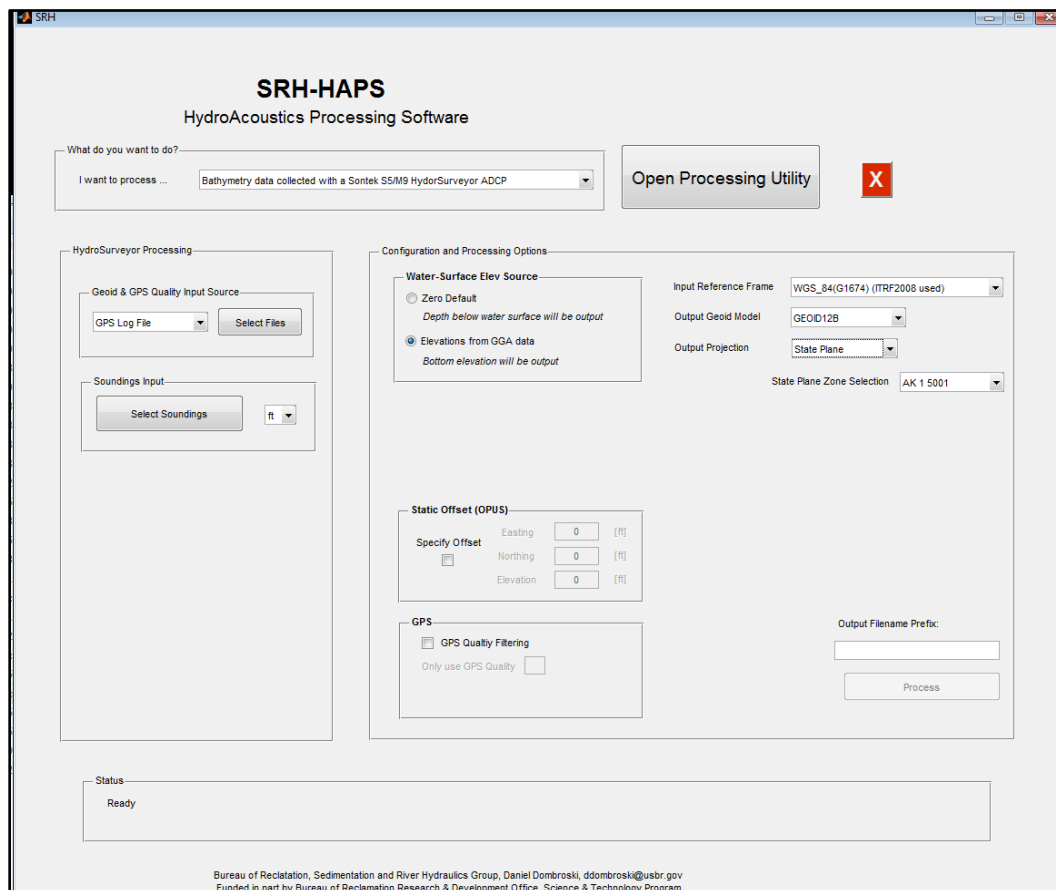 SRH
SRH-HAPS
HydroAcoustics Processing Software
What do you want to do?
I want to process ...
Bathymetry data collected with a Sontek S5/M9 HydorSurveyor ADCP
Open Processing Utility
X
HydroSurveyor Processing
Geoid & GPS Quality Input Source
GPS Log File
Select Files
Soundings Input
Select Soundings
ft
Configuration and Processing Options
Water-Surface Elev Source
Zero Default
Depth below water surface will be output
Elevations from GGA data
Bottom elevation will be output
Input Reference Frame
WGS_84(G1674) (ITRF2008 used)
Output Geoid Model
GEOID12B
Output Projection
State Plane
State Plane Zone Selection
AK 1 5001
Static Offset (OPUS)
Specify Offset
Easting
0
[ft]
Northing
0
[ft]
Elevation
0
[ft]
GPS
GPS Qualtiy Filtering
Only use GPS Quality
Output Filename Prefix:
Process
Status
Ready
Bureau of Reclatation, Sedimentation and River Hydraulics Group, Daniel Dombroski, ddombroski@usbr.gov
Funded in part by Bureau of Reclamation Research & Development Office, Science & Technology Program